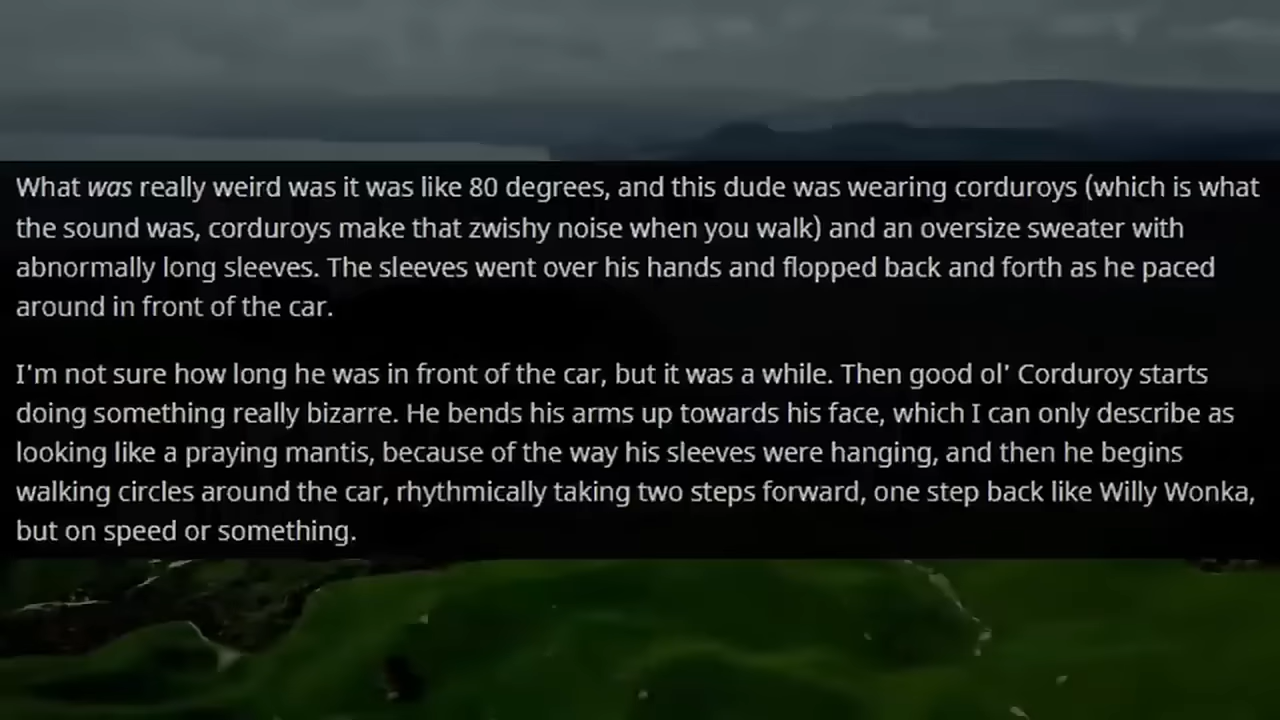 What was really weird was it was like 80 degrees, and this dude was wearing corduroys (which is what
the sound was, corduroys make that zwishy noise when you walk) and an oversize sweater with
abnormally long sleeves. The sleeves went over his hands and flopped back and forth as he paced
around in front of the car.
I'm not sure how long he was in front of the car, but it was a while. Then good ol' Corduroy starts
doing something really bizarre. He bends his arms up towards his face, which I can only describe as
looking like a praying mantis, because of the way his sleeves were hanging, and then he begins
walking circles around the car, rhythmically taking two steps forward, one step back like Willy Wonka,
but on speed or something.